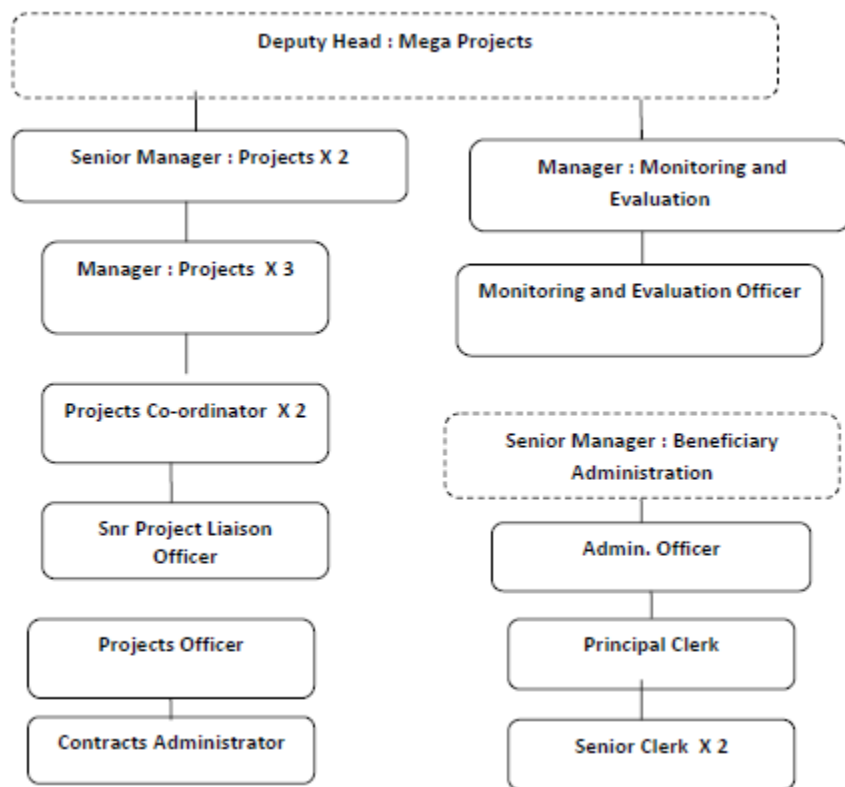 Deputy Head : Mega Projects
Senior Manager : Projects X 2
Manager : Projects X 3
Projects Co-ordinator X 2
Snr Project Liaison
Officer
Projects Officer
Contracts Administrator
Manager : Monitoring and
Evaluation
Monitoring and Evaluation Officer
Senior Manager : Beneficiary
Administration
Admin. Officer
Principal Clerk
Senior Clerk X 2